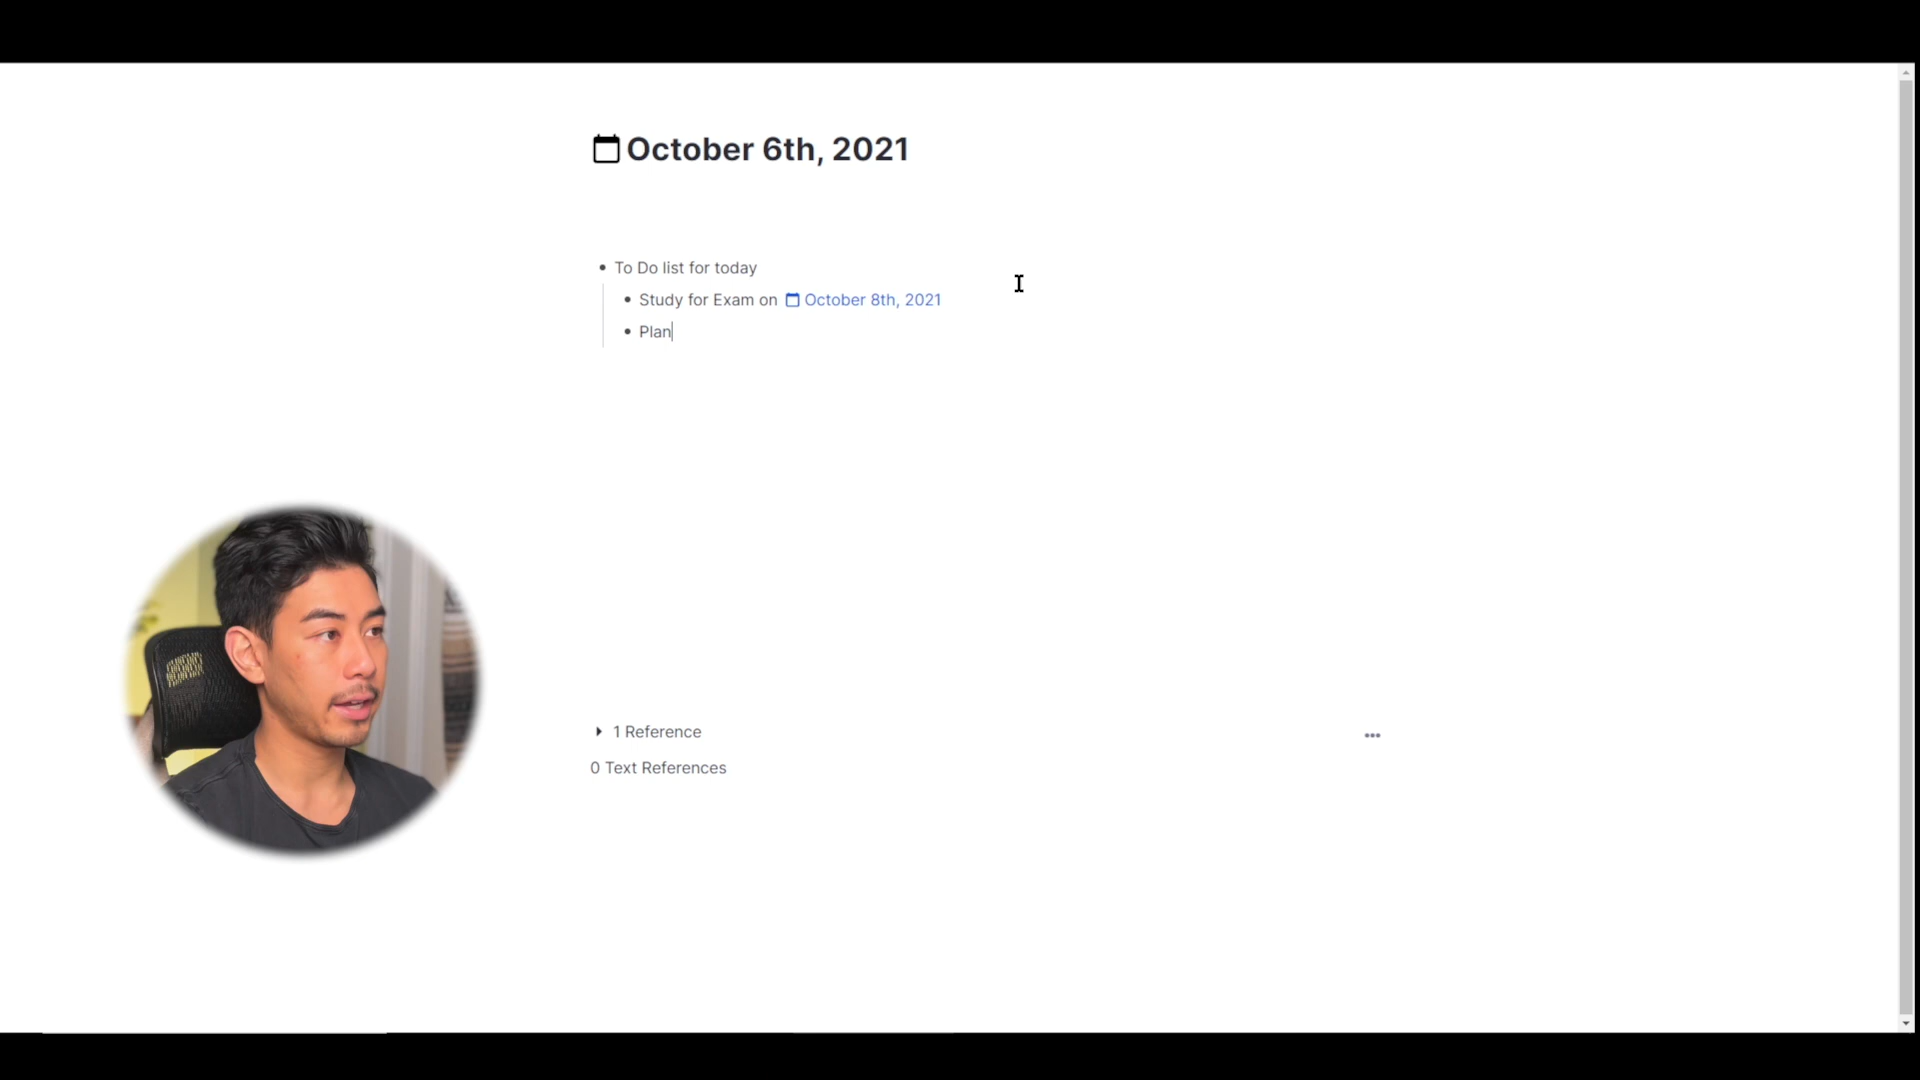 October 6th, 2021
To Do list for today
Study for Exam on October 8th, 2021
Plan
1 Reference
0 Text References